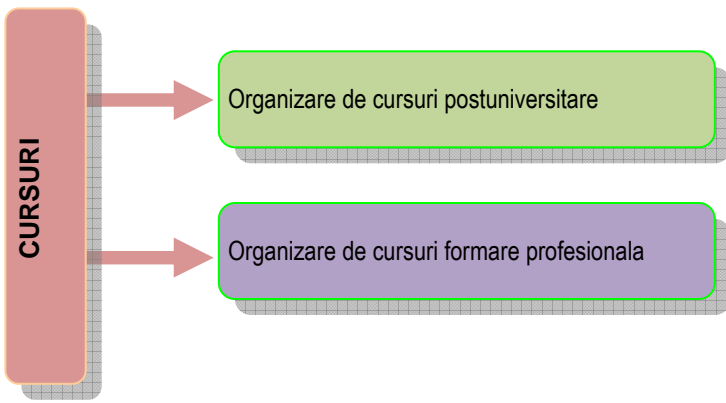 CURSURI
Organizare de cursuri postuniversitare
Organizare de cursuri formare profesionala